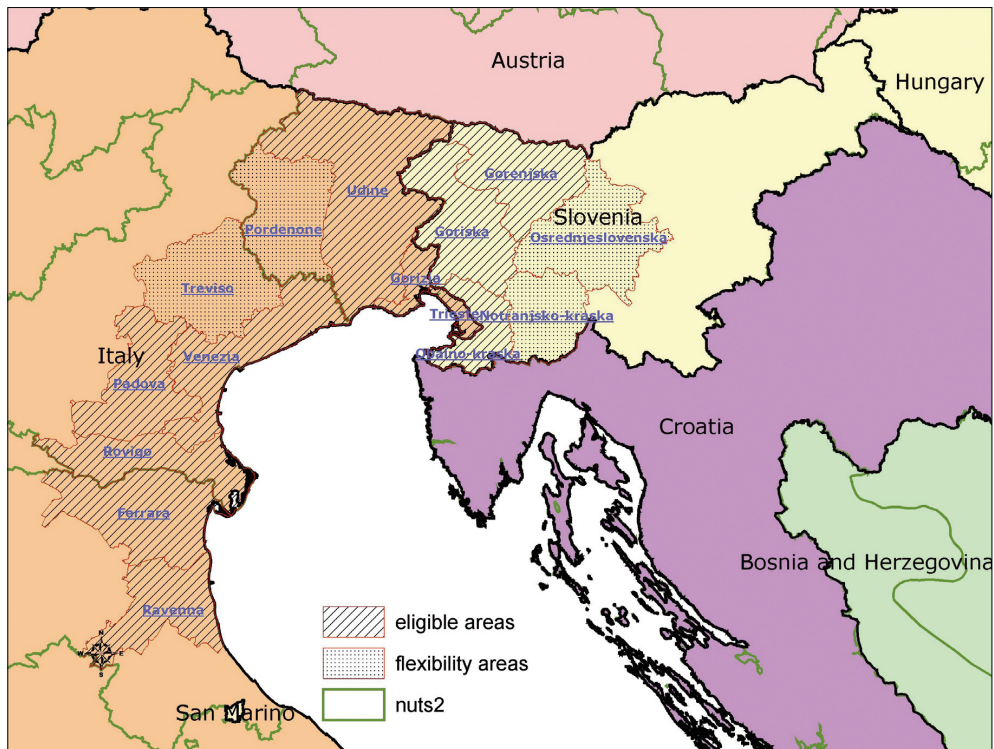 Austria
Hungary
Gorenjska
Udine
Slovenia
Pordenone
Goriska
Osrednjeslovenska
Gorizia
Treviso
Trieste
Notranjsko-kraska
Italy
Venezia
Obalno-kraska
Padova
Croatia
Rovigo
Ferrara
Bosnia and Herzegovina
Ravenna
eligible areas
N
W
E
S
flexibility areas
nuts2
San Marino